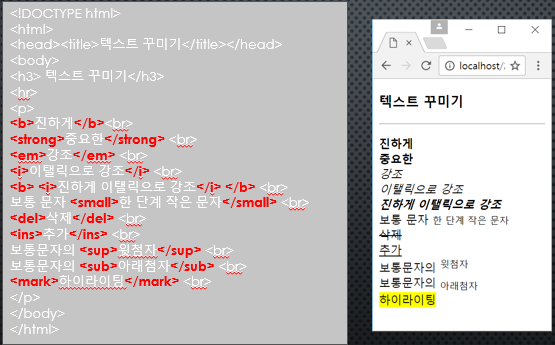 <!DOCTYPE html>
<html>
<head><title>텍스트 꾸미기</title></head>
<body>
<h3> 텍스트 꾸미기</h3>
<hr>
<p>
<b>진하게</b><br>
<strong>중요한</strong> <br>
<em>강조</em> <br>
<i>이탤릭으로 강조</i> <br>
<b> <i>진하게 이탤릭으로 강조</i> </b> <br>
보통 문자 <small>한 단계 작은 문자</small> <br>
<del>삭제</del> <br>
<ins>추가</ins> <br>
보통문자의 <sup>윗첨자</sup> <br>
보통문자의 <sub>아래첨자</sub> <br>
<mark>하이라이팅</mark> <br>
</p>
</body>
</html>
localhost/
텍스트 꾸미기
진하게
중요한
강조
이탤릭으로 강조
진하게 이탤릭으로 강조
보통 문자 한 단계 작은 문자
삭제
추가
보통문자의 윗첨자
보통문자의 아래첨자
하이라이팅